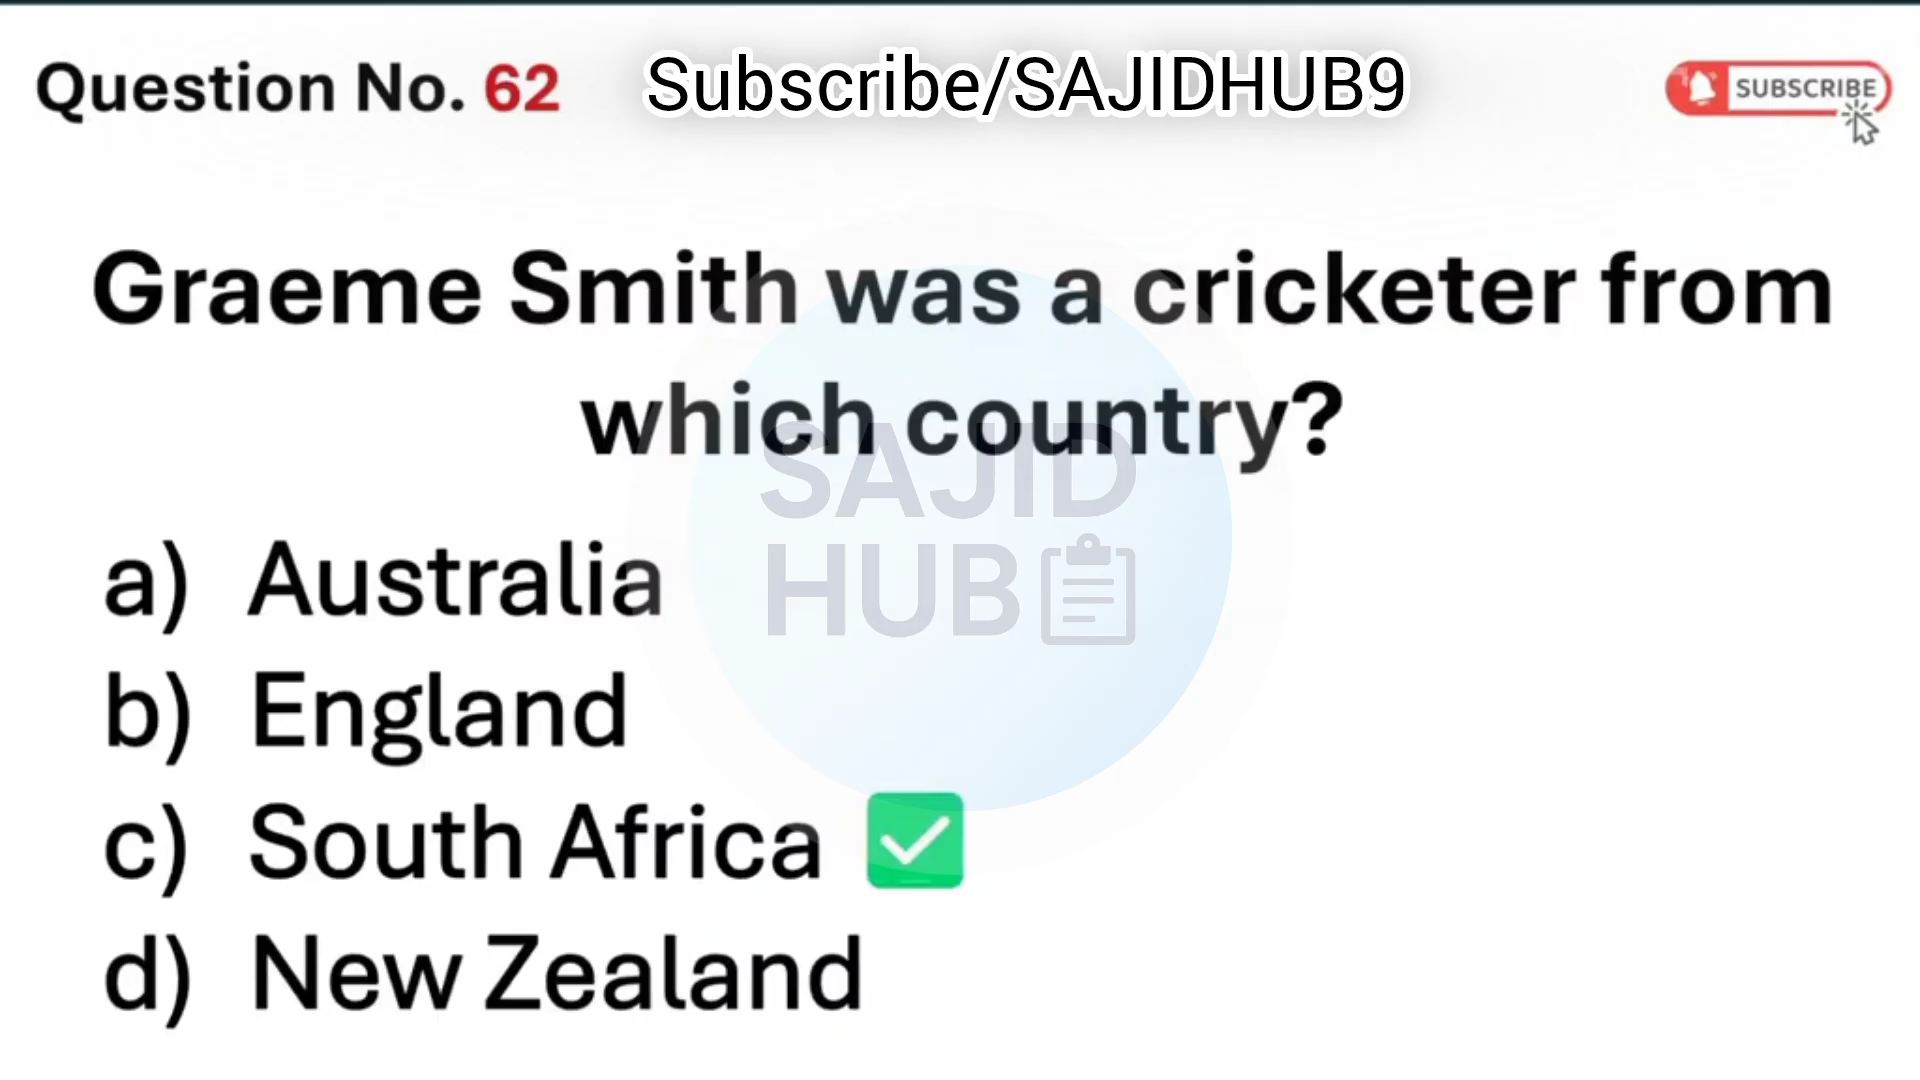 Question No. 62
Subscribe/SAJIDHUB9
SUBSCRIBE
Graeme Smith was a cricketer from
which country?
SAJID
HUB
a) Australia
b) England
c) South Africa
d) New Zealand